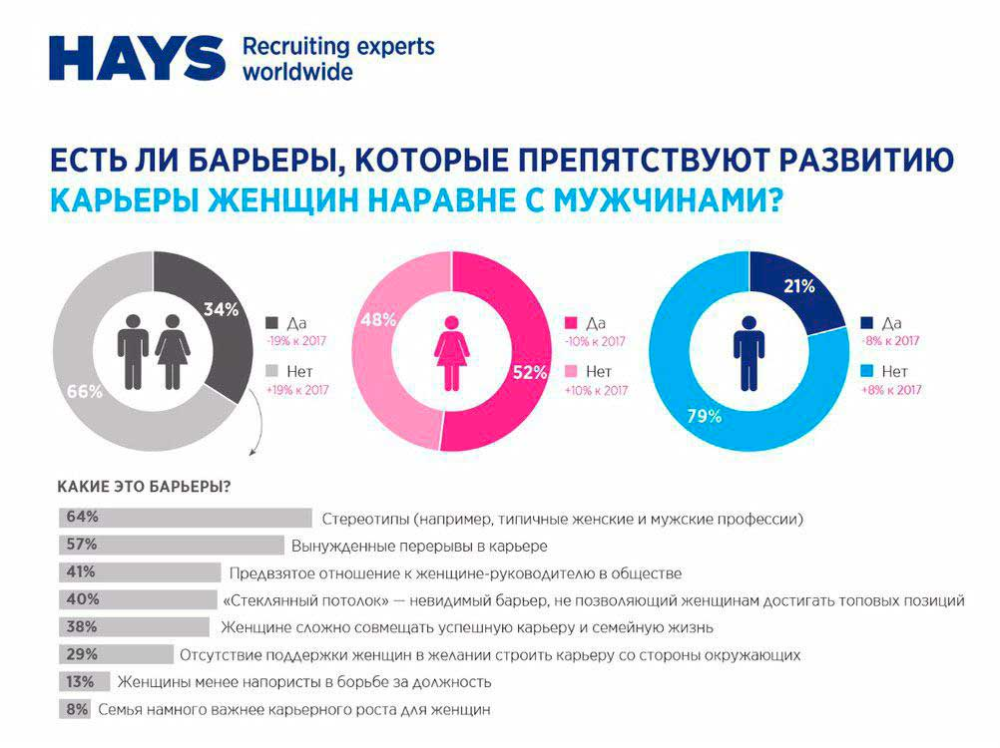 HAYS Recruiting experts
worldwide
ЕСТЬ ЛИ БАРЬЕРЫ, КОТОРЫЕ ПРЕПЯТСТВУЮТ РАЗВИТИЮ
КАРЬЕРЫ ЖЕНЩИН НАРАВНЕ С МУЖЧИНАМИ?
34%
66%
Да
-19% к 2017
Нет
+19% к 2017
48%
52%
Да
-10% к 2017
Нет
+10% к 2017
21%
79%
Да
-8% к 2017
Нет
+8% к 2017
КАКИЕ ЭТО БАРЬЕРЫ?
64% Стереотипы (например, типичные женские и мужские профессии)
57% Вынужденные перерывы в карьере
41% Предвзятое отношение к женщине-руководителю в обществе
40% «Стеклянный потолок» — невидимый барьер, не позволяющий женщинам достигать топовых позиций
38% Женщине сложно совмещать успешную карьеру и семейную жизнь
29% Отсутствие поддержки женщин в желании строить карьеру со стороны окружающих
13% Женщины менее напористы в борьбе за должность
8% Семья намного важнее карьерного роста для женщин